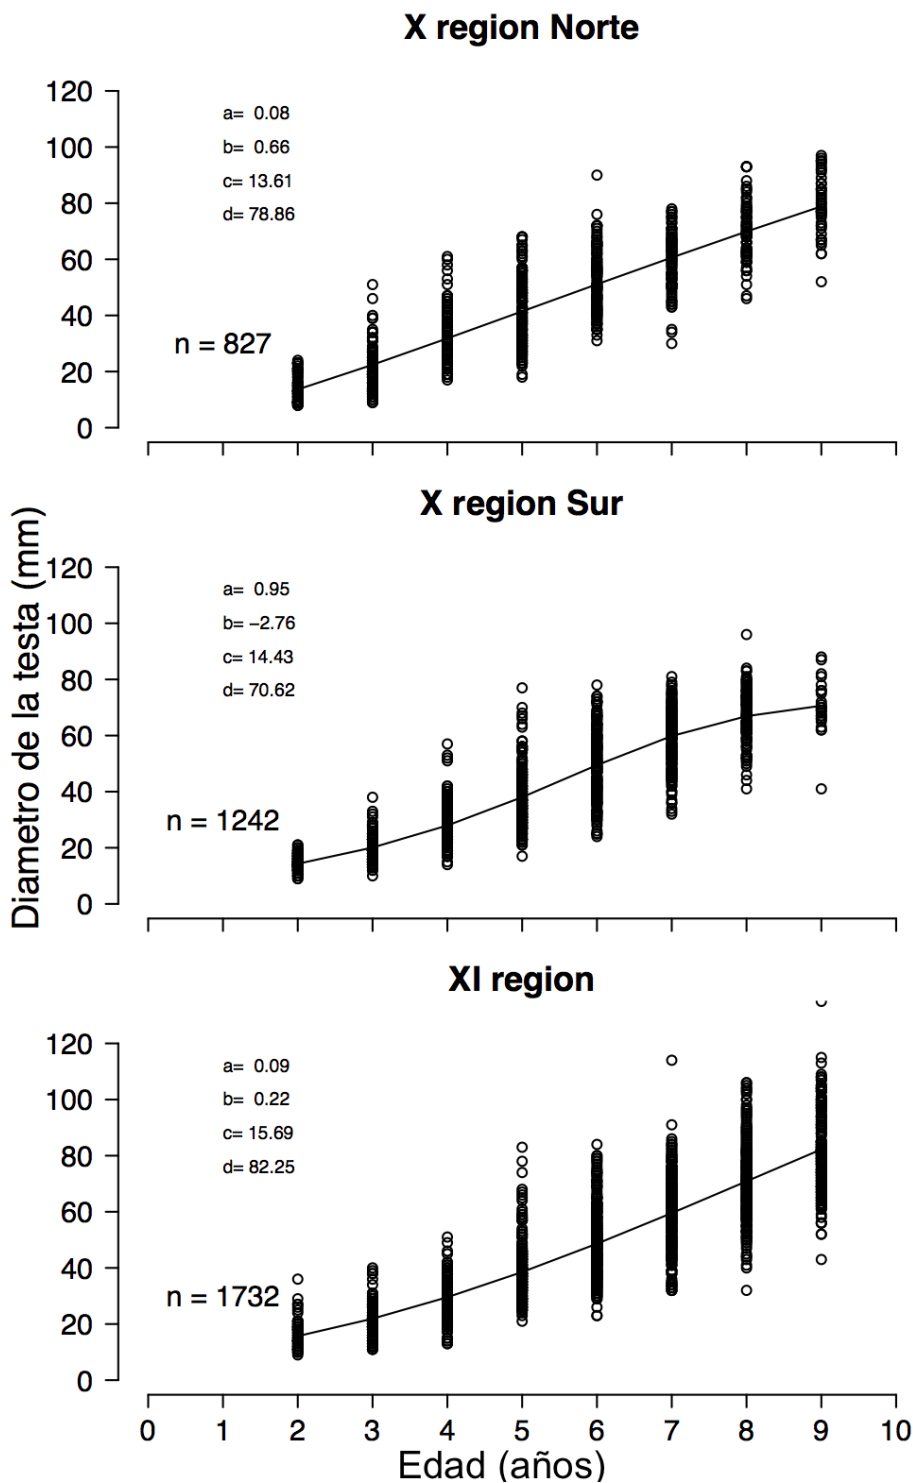 X region Norte
120
100
80
60
40
20
0
a= 0.08
b= 0.66
c= 13.61
d= 78.86
n = 827
X region Sur
Diametro de la testa (mm)
120
100
80
60
40
20
0
a= 0.95
b= −2.76
c= 14.43
d= 70.62
n = 1242
XI region
120
100
80
60
40
20
0
a= 0.09
b= 0.22
c= 15.69
d= 82.25
n = 1732
0 1 2 3 4 5 6 7 8 9 10
Edad (años)